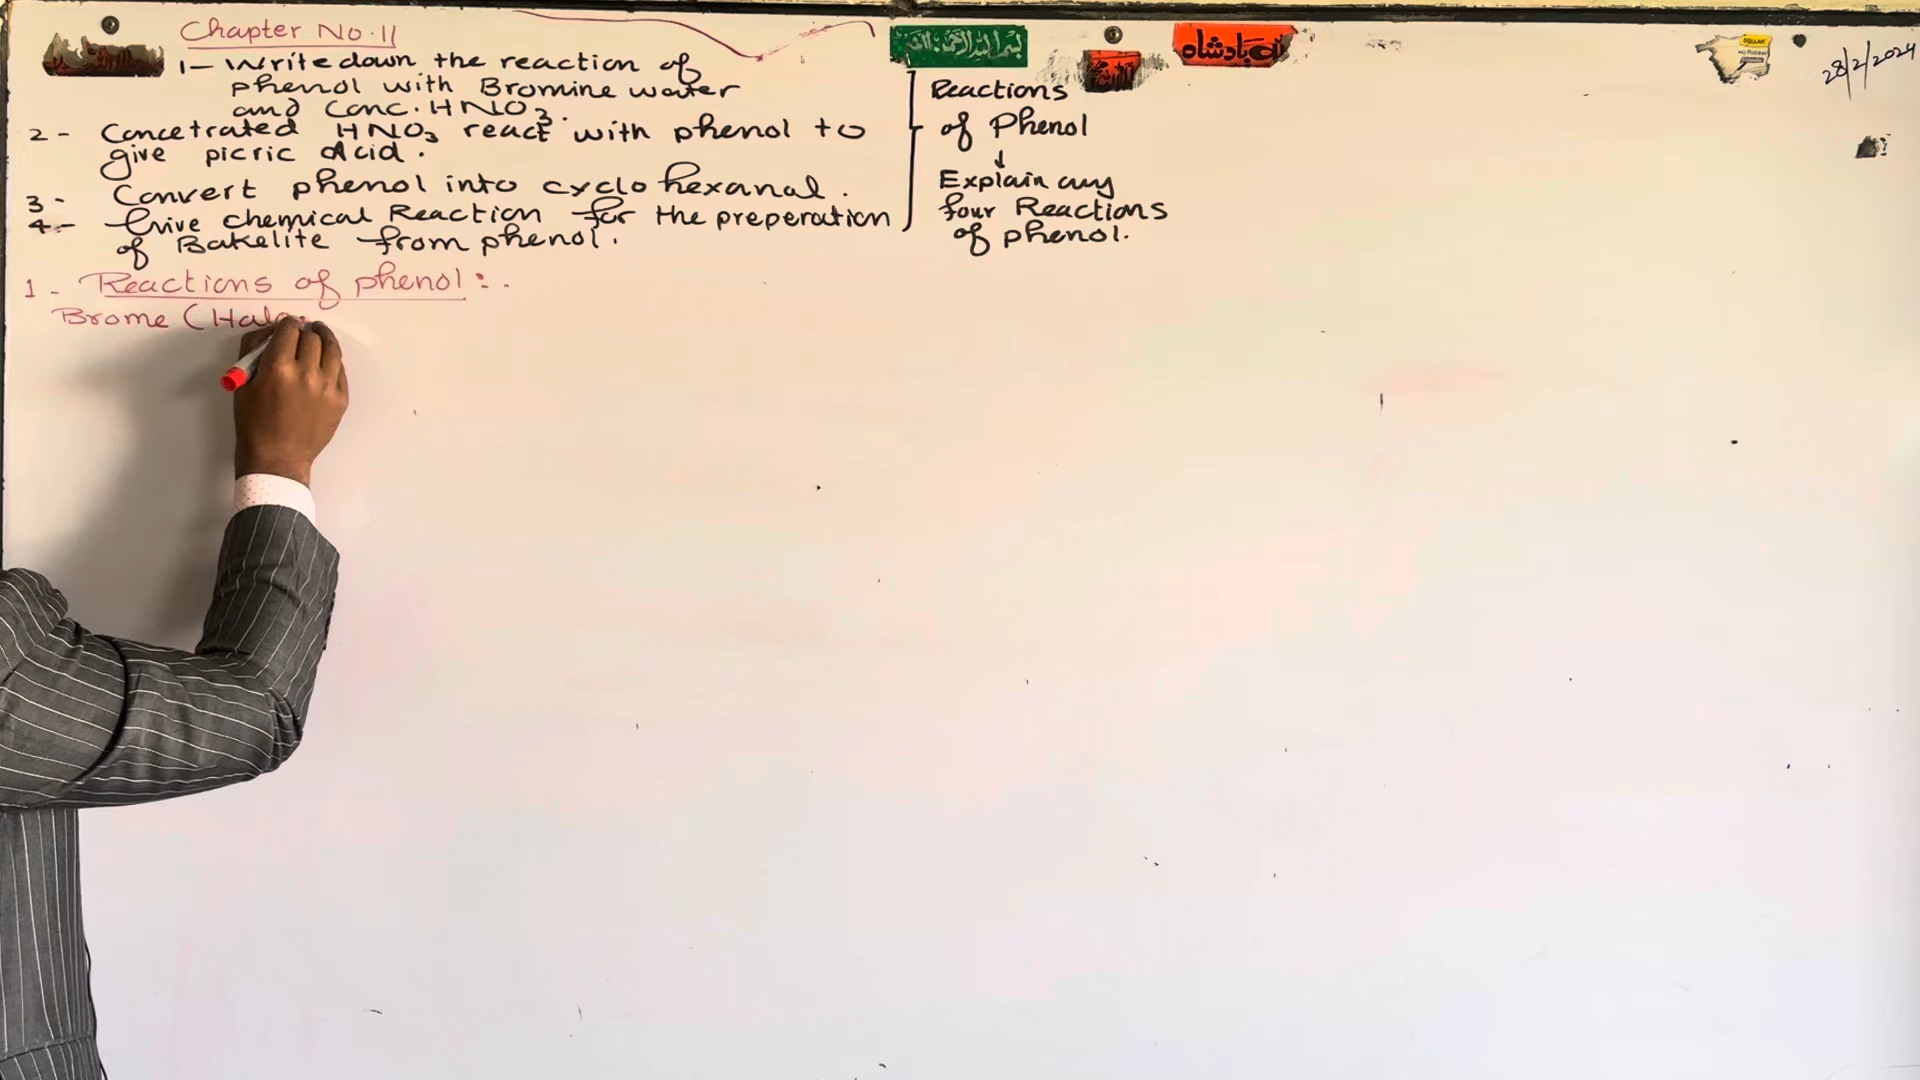 Chapter No.11
1- Write down the reaction of
phenol with Bromine water
and Conc. HNO3.
2- Concetrated HNO3 react with phenol to
give picric Acid.
3- Convert phenol into cyclohexanal.
4- Give chemical Reaction for the preperation
of Bakelite from phenol.
Reactions
of Phenol
↓
Explain any
four Reactions
of phenol.
1- Reactions of phenol:-
Brome (Halo
بادشاہ
DOLLAR
28/2/2024